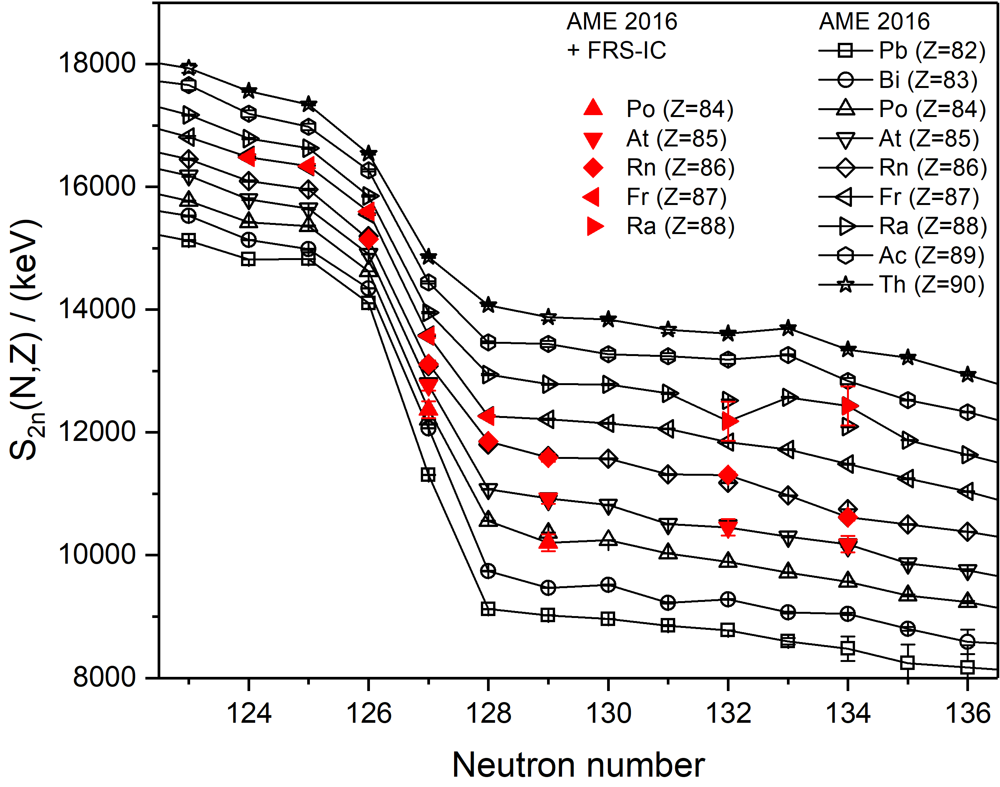 AME 2016
+ FRS-IC
Po (Z=84)
At (Z=85)
Rn (Z=86)
Fr (Z=87)
Ra (Z=88)
AME 2016
Pb (Z=82)
Bi (Z=83)
Po (Z=84)
At (Z=85)
Rn (Z=86)
Fr (Z=87)
Ra (Z=88)
Ac (Z=89)
Th (Z=90)
S2n(N,Z) / (keV)
18000
16000
14000
12000
10000
8000
124 126 128 130 132 134 136
Neutron number